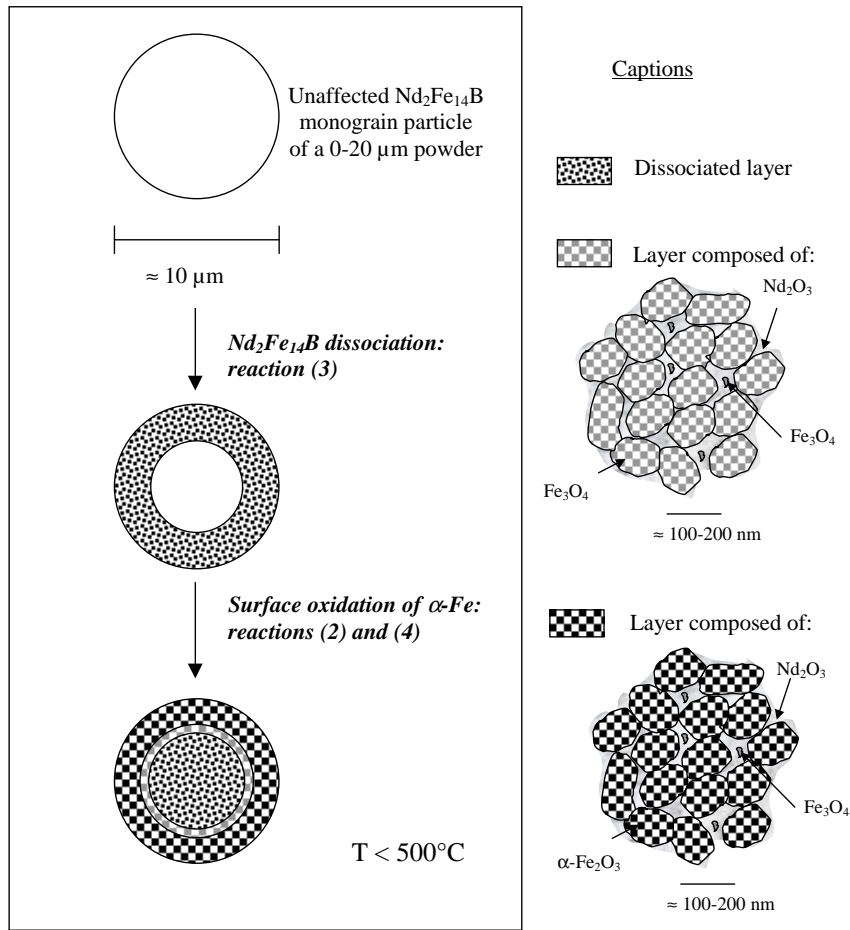 Unaffected Nd₂Fe₁₄B
monograin particle
of a 0-20 µm powder
≈ 10 µm
Nd₂Fe₁₄B dissociation:
reaction (3)
Surface oxidation of α-Fe:
reactions (2) and (4)
T < 500°C
Captions
Dissociated layer
Layer composed of:
Nd₂O₃
Fe₃O₄
Fe₃O₄
≈ 100-200 nm
Layer composed of:
Nd₂O₃
Fe₃O₄
α-Fe₂O₃
≈ 100-200 nm